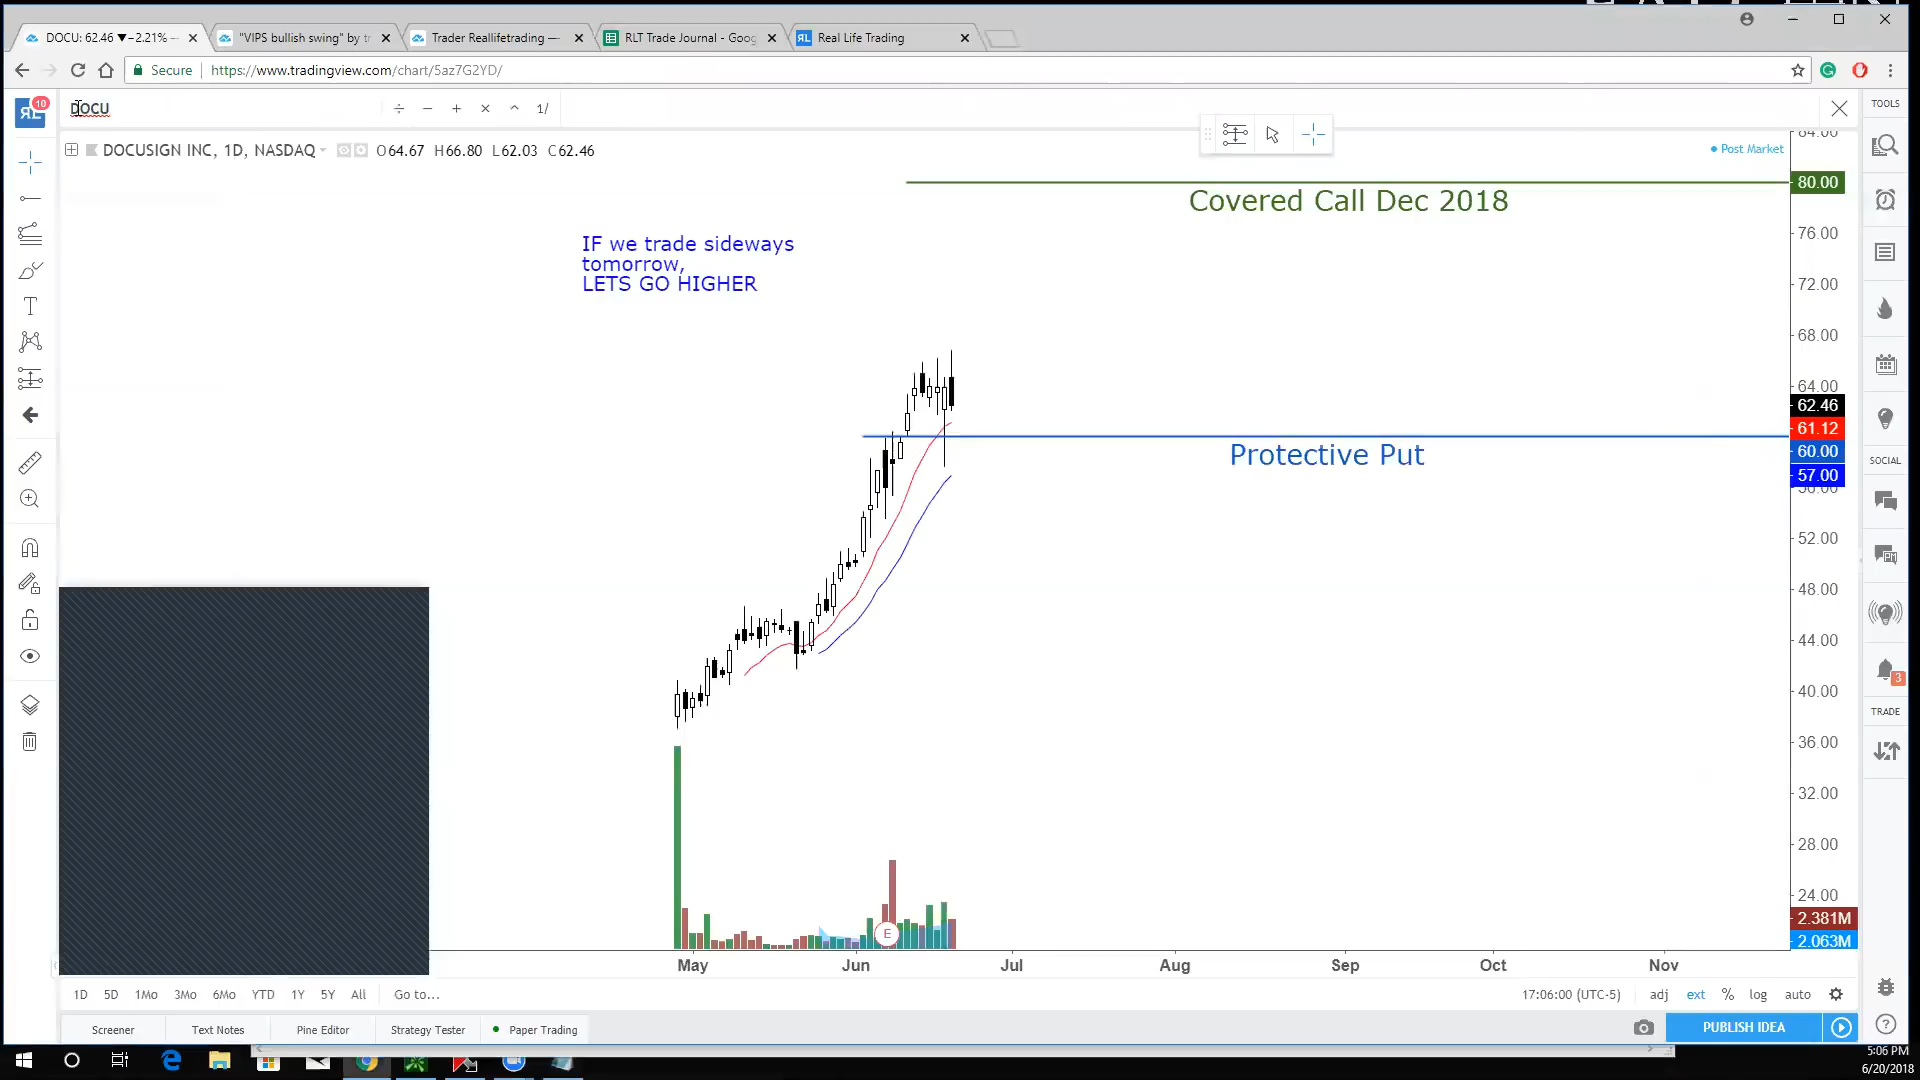 DOCU: 62.46 ▼−2.21% —
"VIPS bullish swing" by tr
Trader Reallifetrading —
RLT Trade Journal - Goog
Real Life Trading
Secure
https://www.tradingview.com/chart/5az7G2YD/
10
DOCU
÷ − + × ^ 1/
TOOLS
DOCUSIGN INC, 1D, NASDAQ
O64.67 H66.80 L62.03 C62.46
Post Market
84.00
80.00
Covered Call Dec 2018
IF we trade sideways
tomorrow,
LETS GO HIGHER
76.00
72.00
68.00
64.00
62.46
61.12
60.00
57.00
56.00
Protective Put
SOCIAL
52.00
48.00
44.00
40.00
36.00
32.00
28.00
24.00
2.381M
2.063M
3
TRADE
E
May Jun Jul Aug Sep Oct Nov
1D 5D 1Mo 3Mo 6Mo YTD 1Y 5Y All Go to...
17:06:00 (UTC-5) adj ext % log auto
Screener Text Notes Pine Editor Strategy Tester Paper Trading
PUBLISH IDEA
5:06 PM
6/20/2018